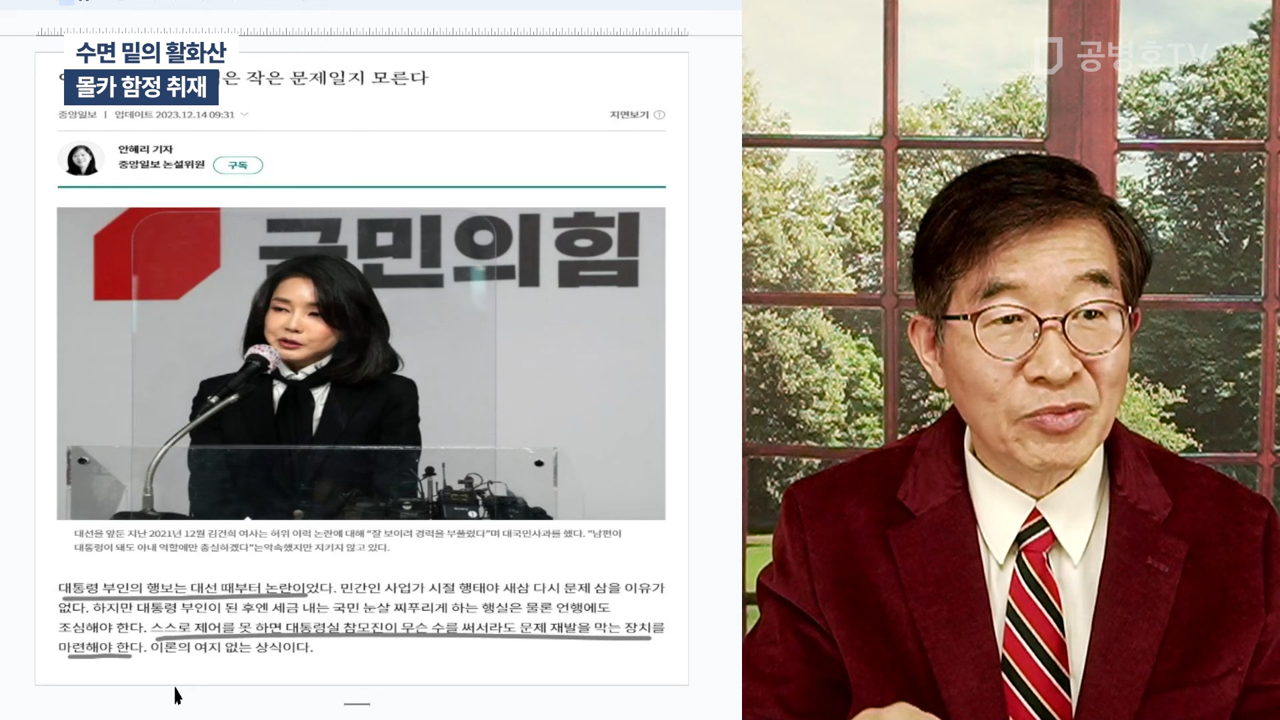 수면 밑의 활화산
몰카 함정 취재
은 작은 문제일지 모른다
공병호TV
중앙일보 | 업데이트 2023.12.14 09:31
지면보기
안혜리 기자
중앙일보 논설위원 구독
국민의힘
대선을 앞둔 지난 2021년 12월 김건희 여사는 허위 이력 논란에 대해 “잘 보이려 경력을 부풀렸다”며 대국민사과를 했다. "남편이
대통령이 돼도 아내 역할에만 충실하겠다"는약속했지만 지키지 않고 있다.
대통령 부인의 행보는 대선 때부터 논란이었다. 민간인 사업가 시절 행태야 새삼 다시 문제 삼을 이유가
없다. 하지만 대통령 부인이 된 후엔 세금 내는 국민 눈살 찌푸리게 하는 행실은 물론 언행에도
조심해야 한다. 스스로 제어를 못 하면 대통령실 참모진이 무슨 수를 써서라도 문제 재발을 막는 장치를
마련해야 한다. 이론의 여지 없는 상식이다.